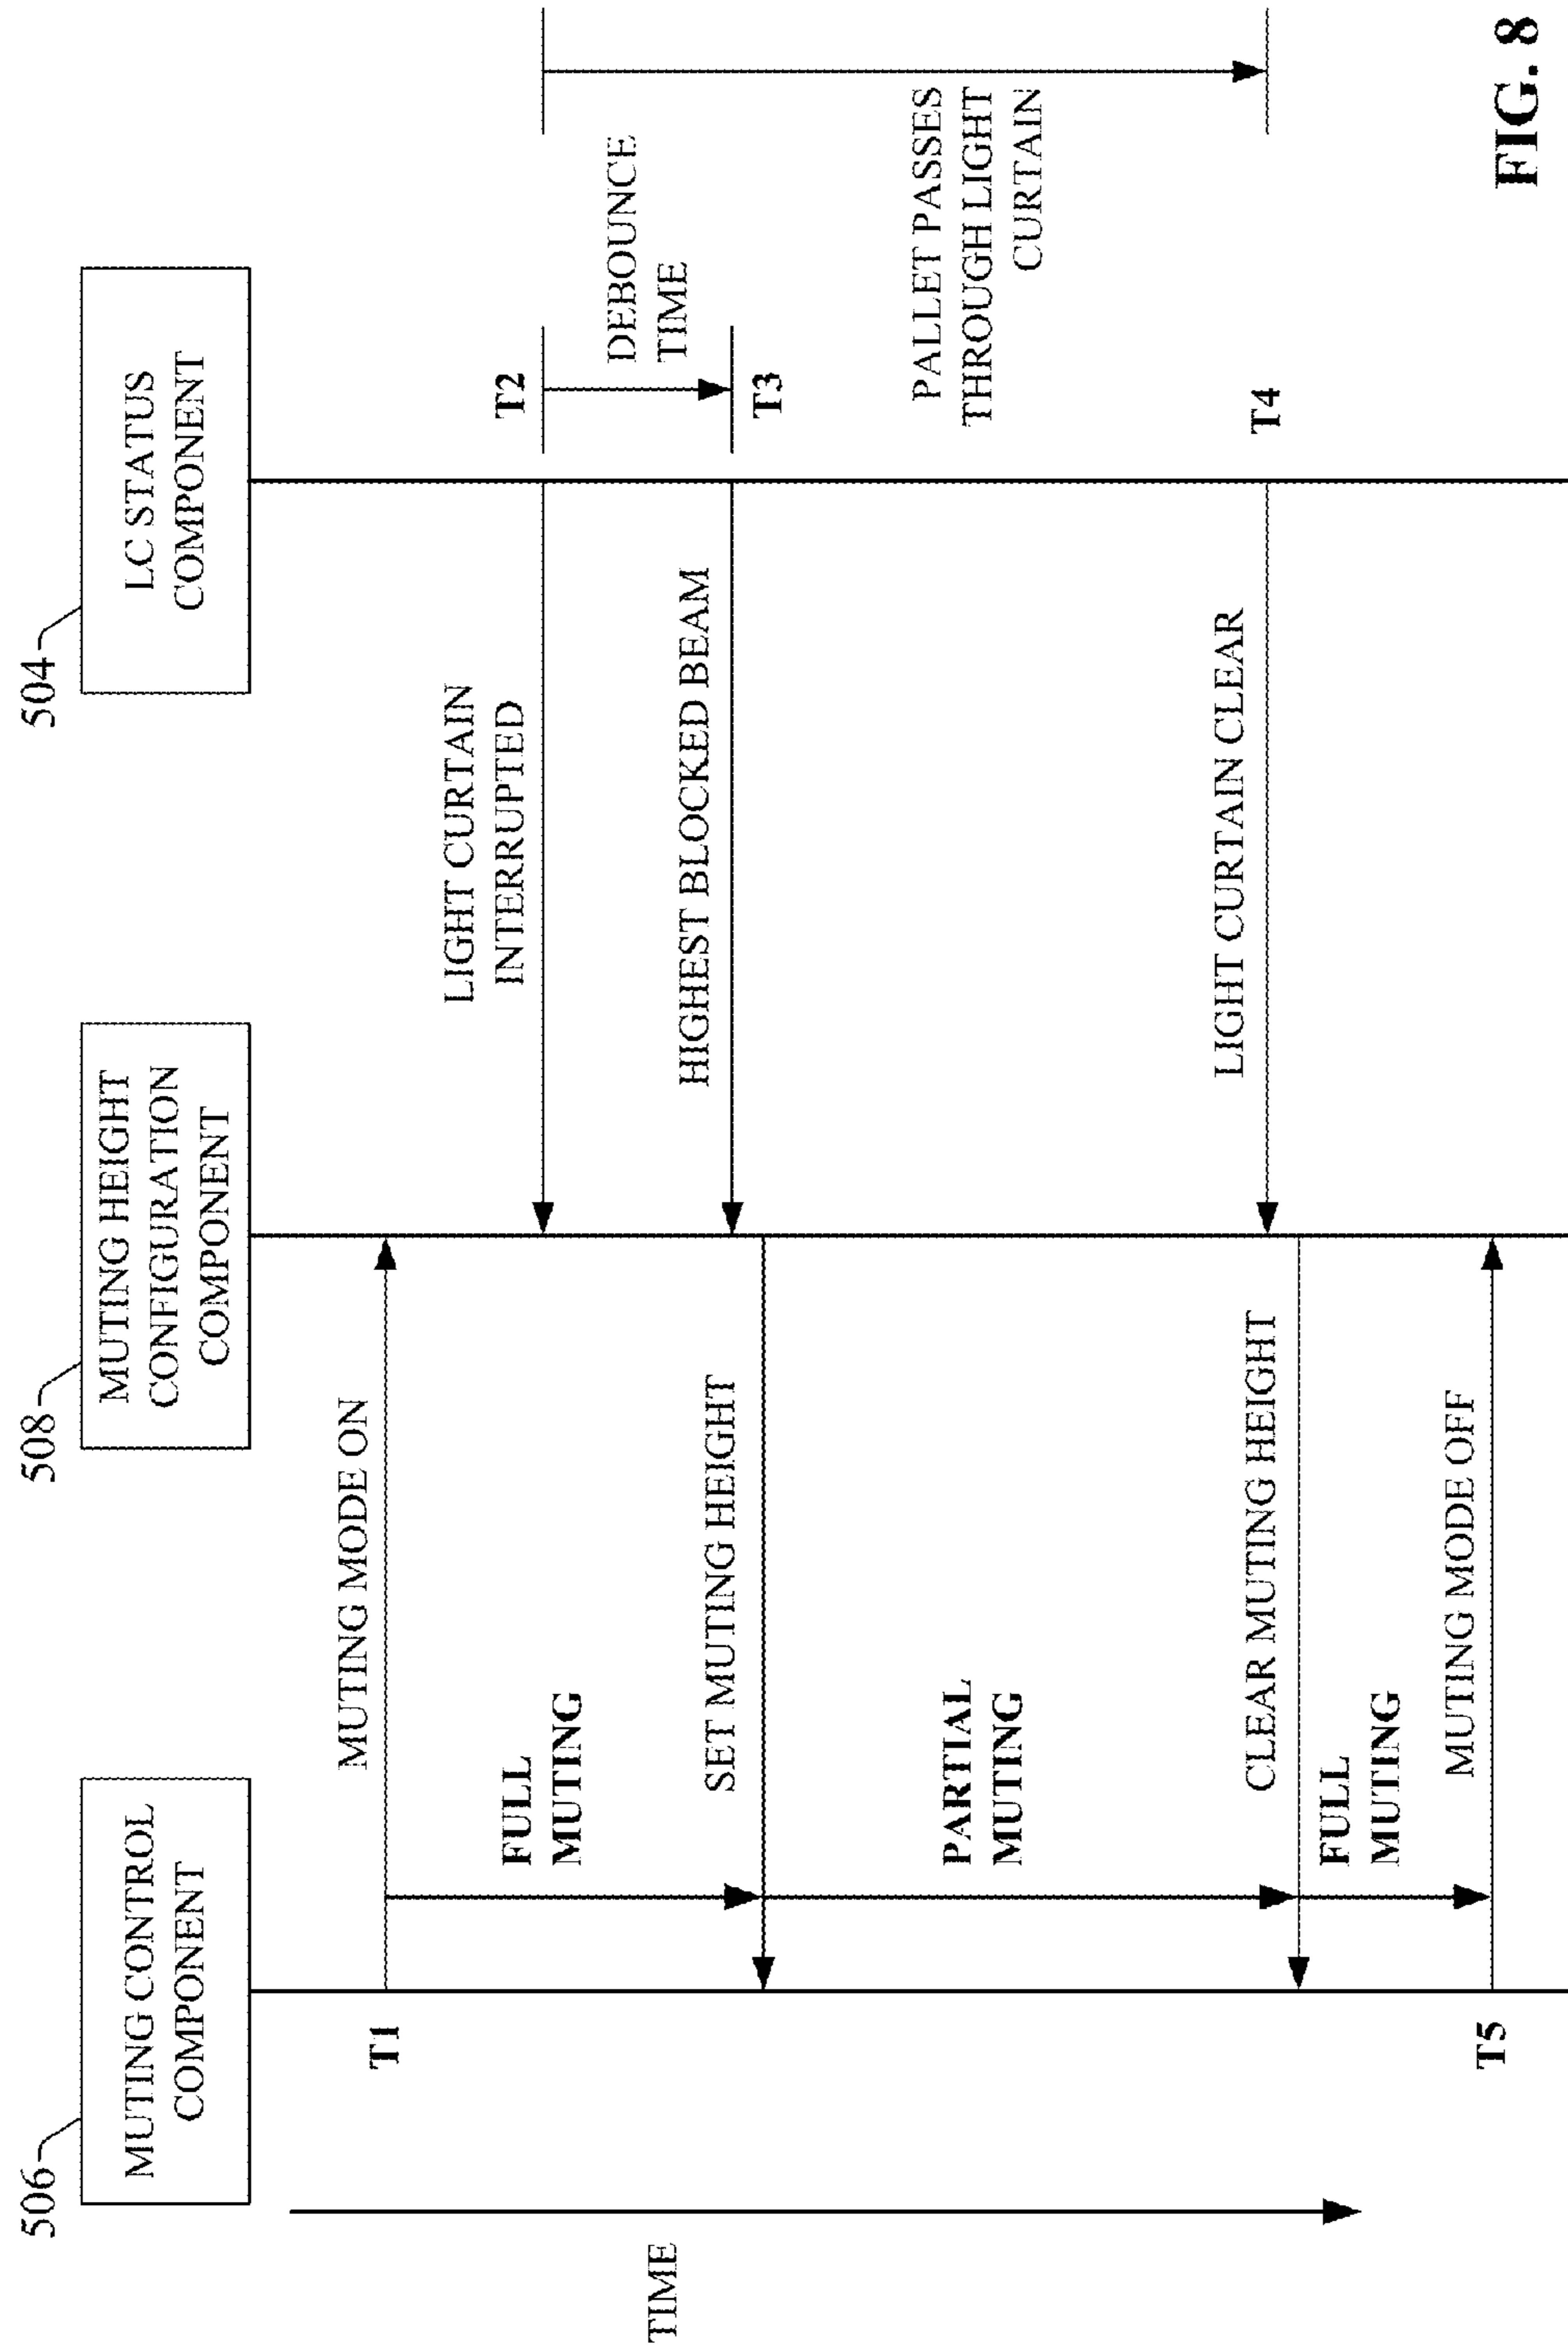 506
508
504
MUTING CONTROL
COMPONENT
MUTING HEIGHT
CONFIGURATION
COMPONENT
LC STATUS
COMPONENT
TIME
T1
MUTING MODE ON
FULL
MUTING
LIGHT CURTAIN
INTERRUPTED
T2
DEBOUNCE
TIME
HIGHEST BLOCKED BEAM
T3
SET MUTING HEIGHT
PARTIAL
MUTING
PALLET PASSES
THROUGH LIGHT
CURTAIN
LIGHT CURTAIN CLEAR
T4
CLEAR MUTING HEIGHT
FULL
MUTING
MUTING MODE OFF
T5
FIG. 8